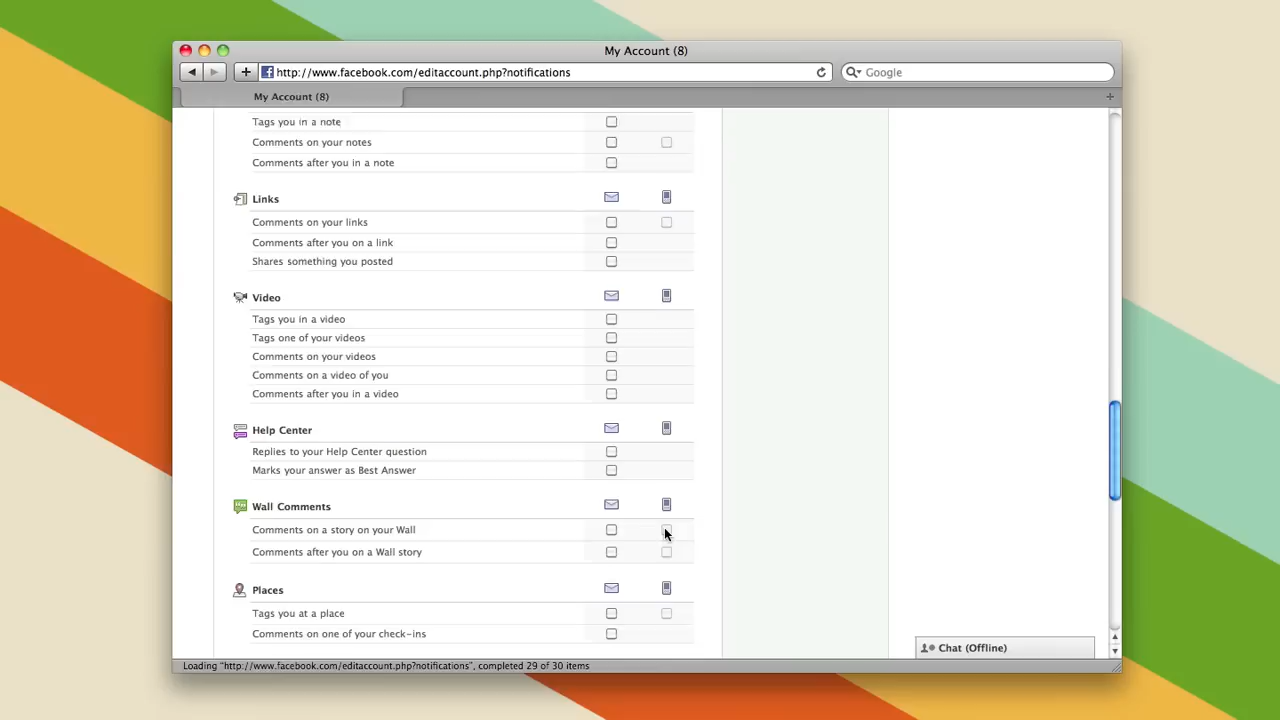 My Account (8)
http://www.facebook.com/editaccount.php?notifications
Google
My Account (8)
Tags you in a note
Comments on your notes
Comments after you in a note
Links
Comments on your links
Comments after you on a link
Shares something you posted
Video
Tags you in a video
Tags one of your videos
Comments on your videos
Comments on a video of you
Comments after you in a video
Help Center
Replies to your Help Center question
Marks your answer as Best Answer
Wall Comments
Comments on a story on your Wall
Comments after you on a Wall story
Places
Tags you at a place
Comments on one of your check-ins
Chat (Offline)
Loading "http://www.facebook.com/editaccount.php?notifications", completed 29 of 30 items